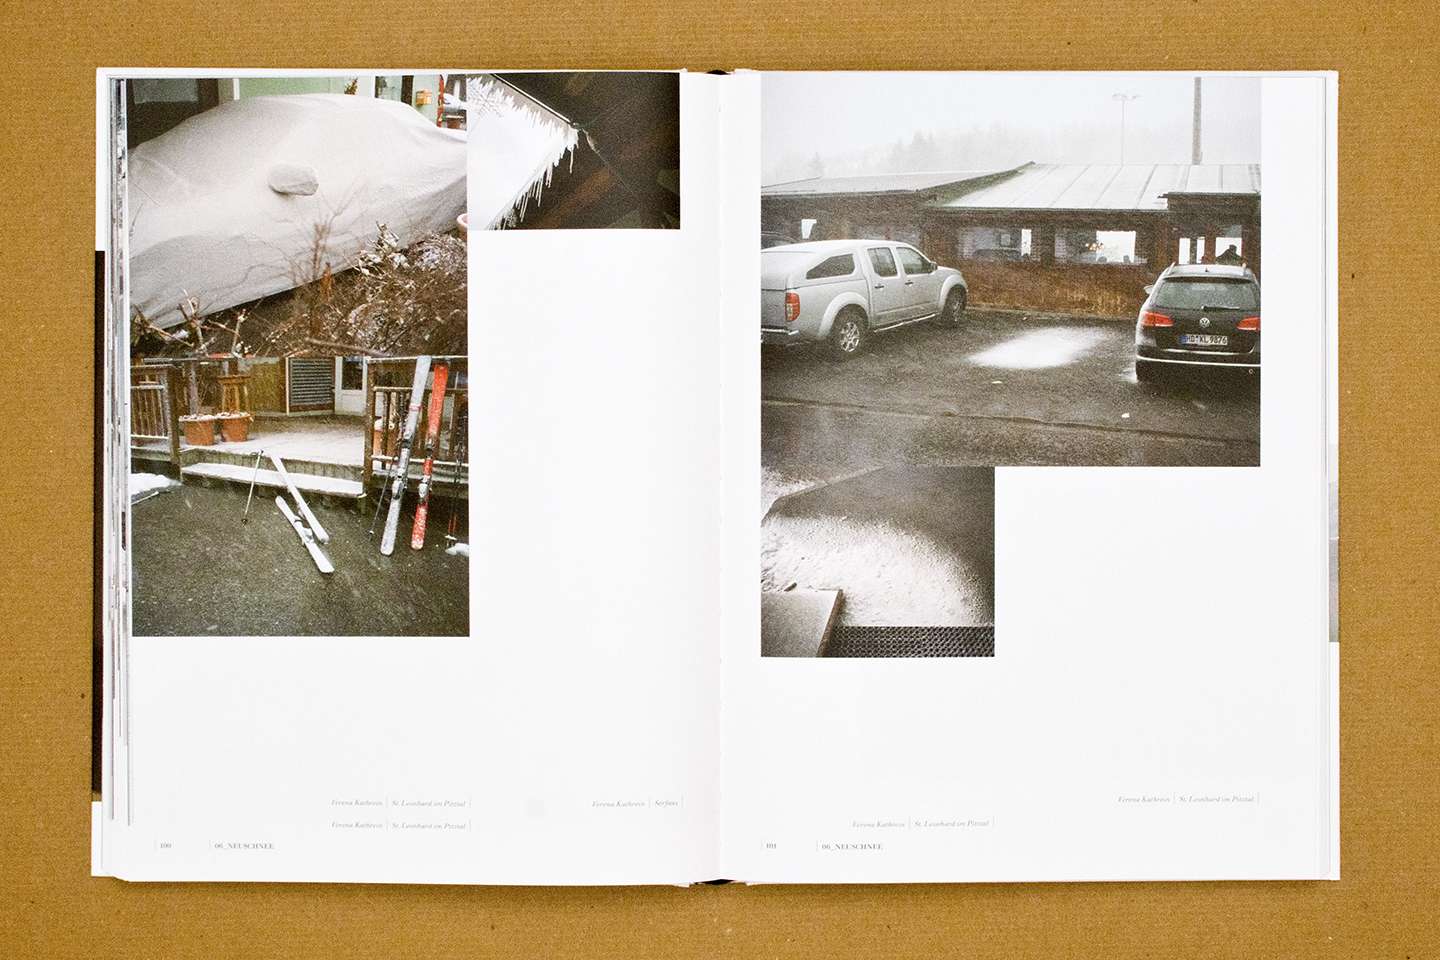 Verena Kathrein | St. Leonhard im Pitztal
Verena Kathrein | St. Leonhard im Pitztal
Verena Kathrein | Serfaus
100
06_NEUSCHNEE
Verena Kathrein | St. Leonhard im Pitztal
Verena Kathrein | St. Leonhard im Pitztal
101
06_NEUSCHNEE